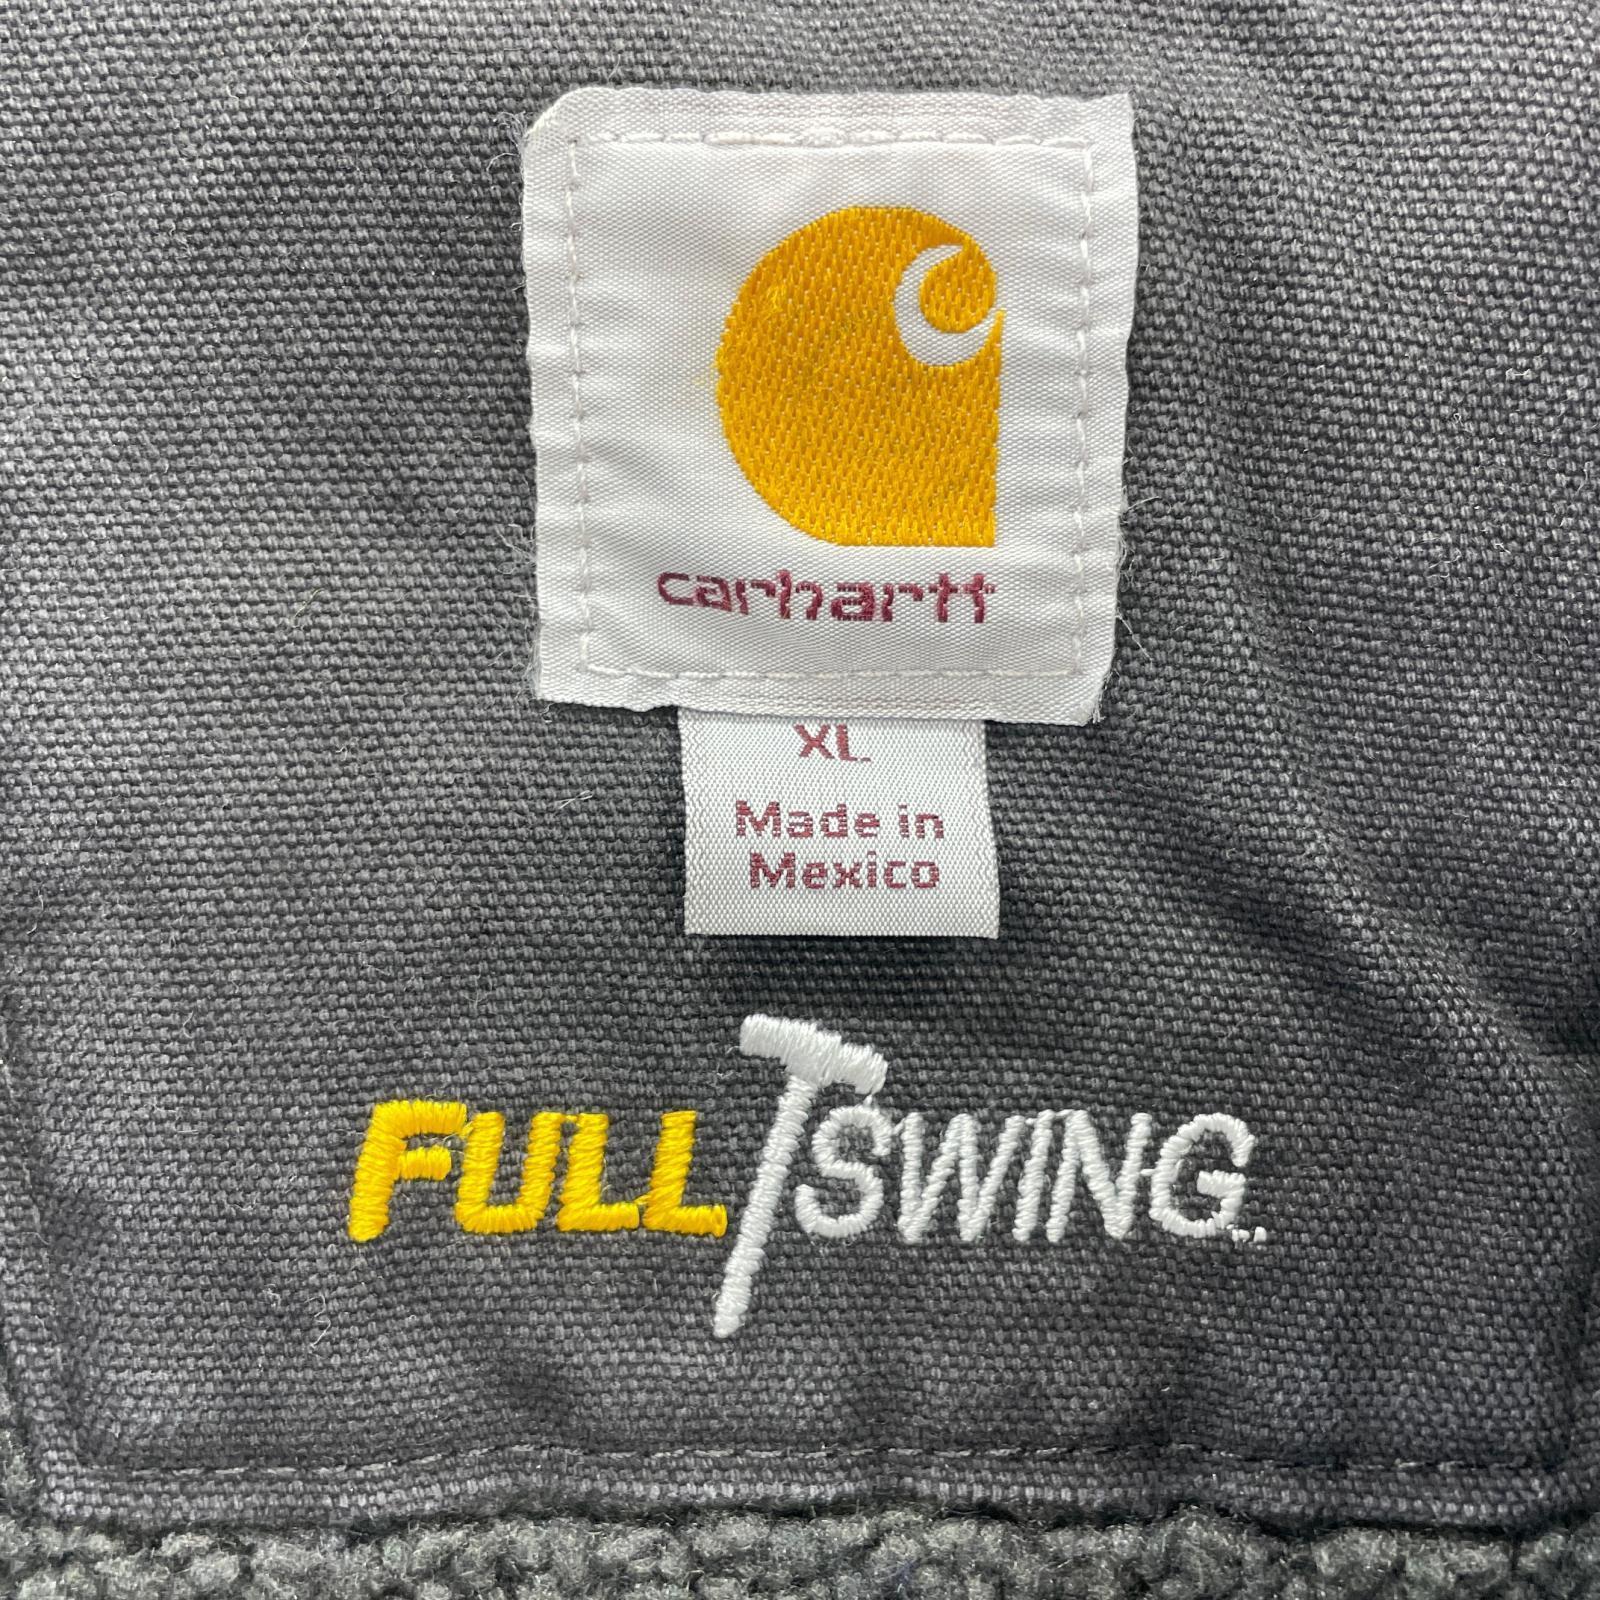 carhartt
XL
Made in
Mexico
FULL SWING